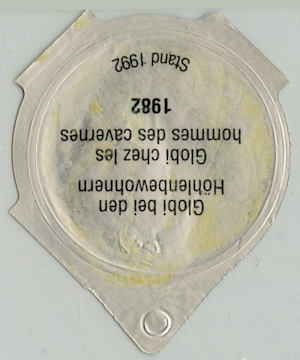 Globi bei den
Höhlenbewohnern
Globi chez les
hommes des cavernes
1982
Stand 1992